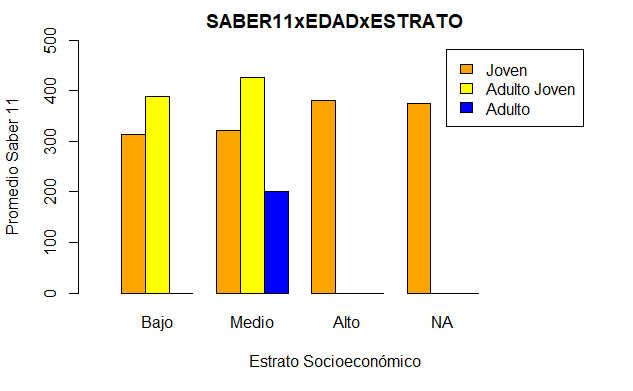 SABER11xEDADxESTRATO
Promedio Saber 11
500
400
300
200
100
0
Joven
Adulto Joven
Adulto
Bajo Medio Alto NA
Estrato Socioeconómico